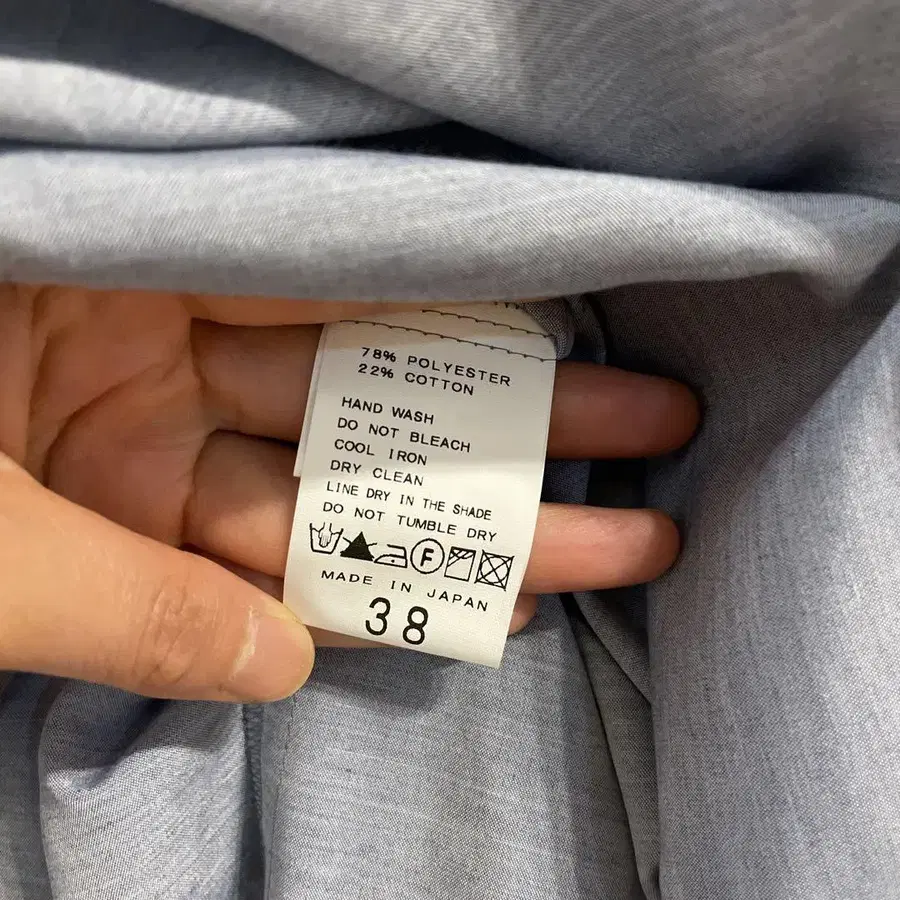 78% POLYESTER
22% COTTON
HAND WASH
DO NOT BLEACH
COOL IRON
DRY CLEAN
LINE DRY IN THE SHADE
DO NOT TUMBLE DRY
F
MADE IN JAPAN
38